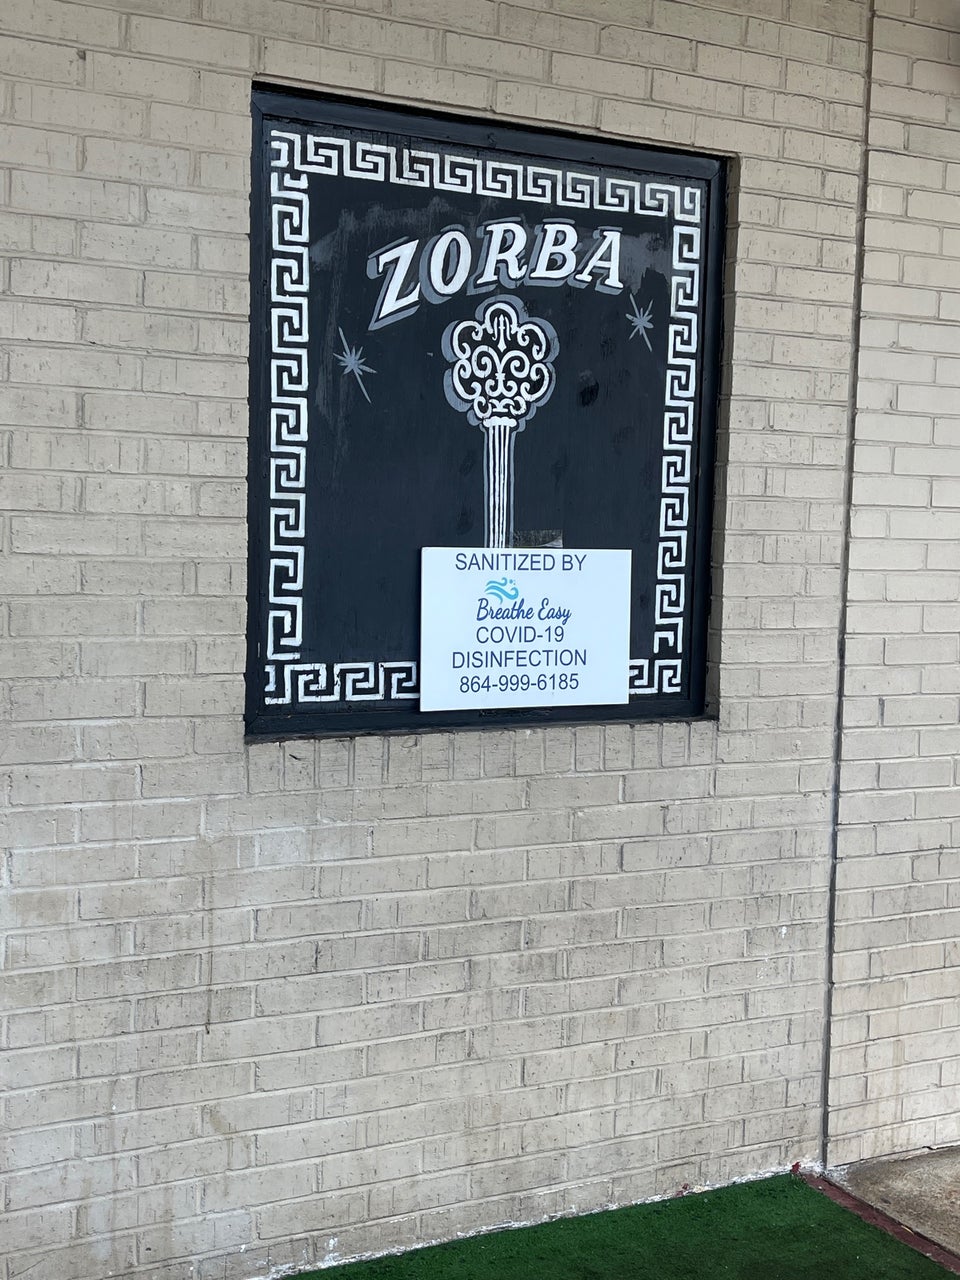 ZORBA
SANITIZED BY
Breathe Easy
COVID-19
DISINFECTION
864-999-6185